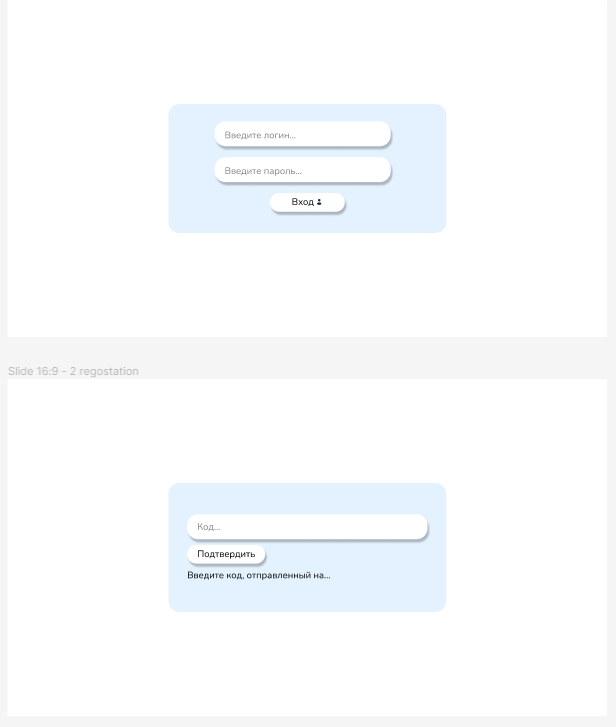 Введите логин...
Введите пароль...
Вход
Slide 16:9 - 2 regostation
Код...
Подтвердить
Введите код, отправленный на...